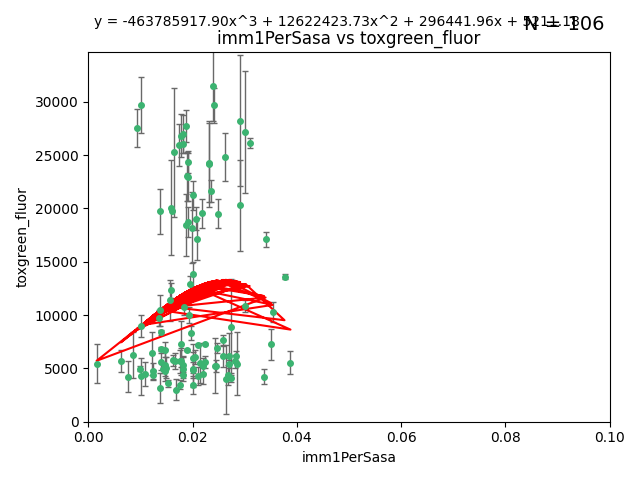 y = -463785917.90x^3 + 12622423.73x^2 + 296441.96x + 5211.18
N = 106
imm1PerSasa vs toxgreen_fluor
30000
25000
20000
15000
10000
5000
0
toxgreen_fluor
0.00 0.02 0.04 0.06 0.08 0.10
imm1PerSasa